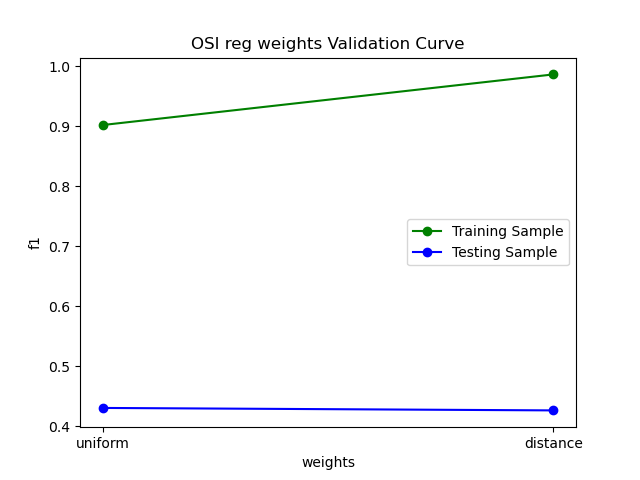 OSI reg weights Validation Curve
1.0
0.9
0.8
0.7
0.6
0.5
0.4
f1
Training Sample
Testing Sample
uniform
distance
weights